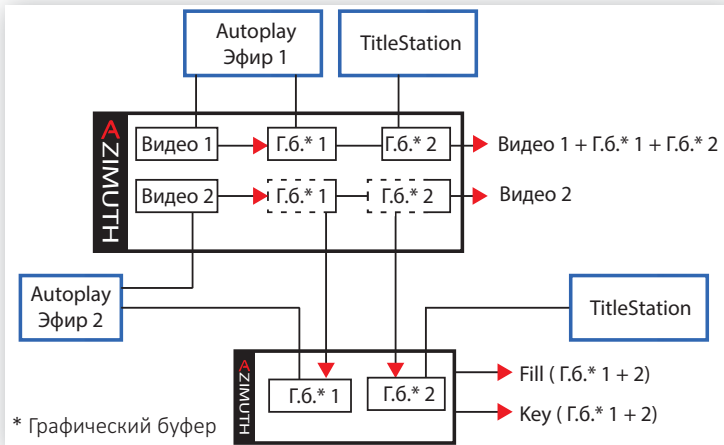 Autoplay
Эфир 1
TitleStation
AZIMUTH
Видео 1
Г.б.* 1
Г.б.* 2
Видео 1 + Г.б.* 1 + Г.б.* 2
Видео 2
Г.б.* 1
Г.б.* 2
Видео 2
Autoplay
Эфир 2
TitleStation
AZIMUTH
Г.б.* 1
Г.б.* 2
Fill ( Г.б.* 1 + 2)
Key ( Г.б.* 1 + 2)
* Графический буфер